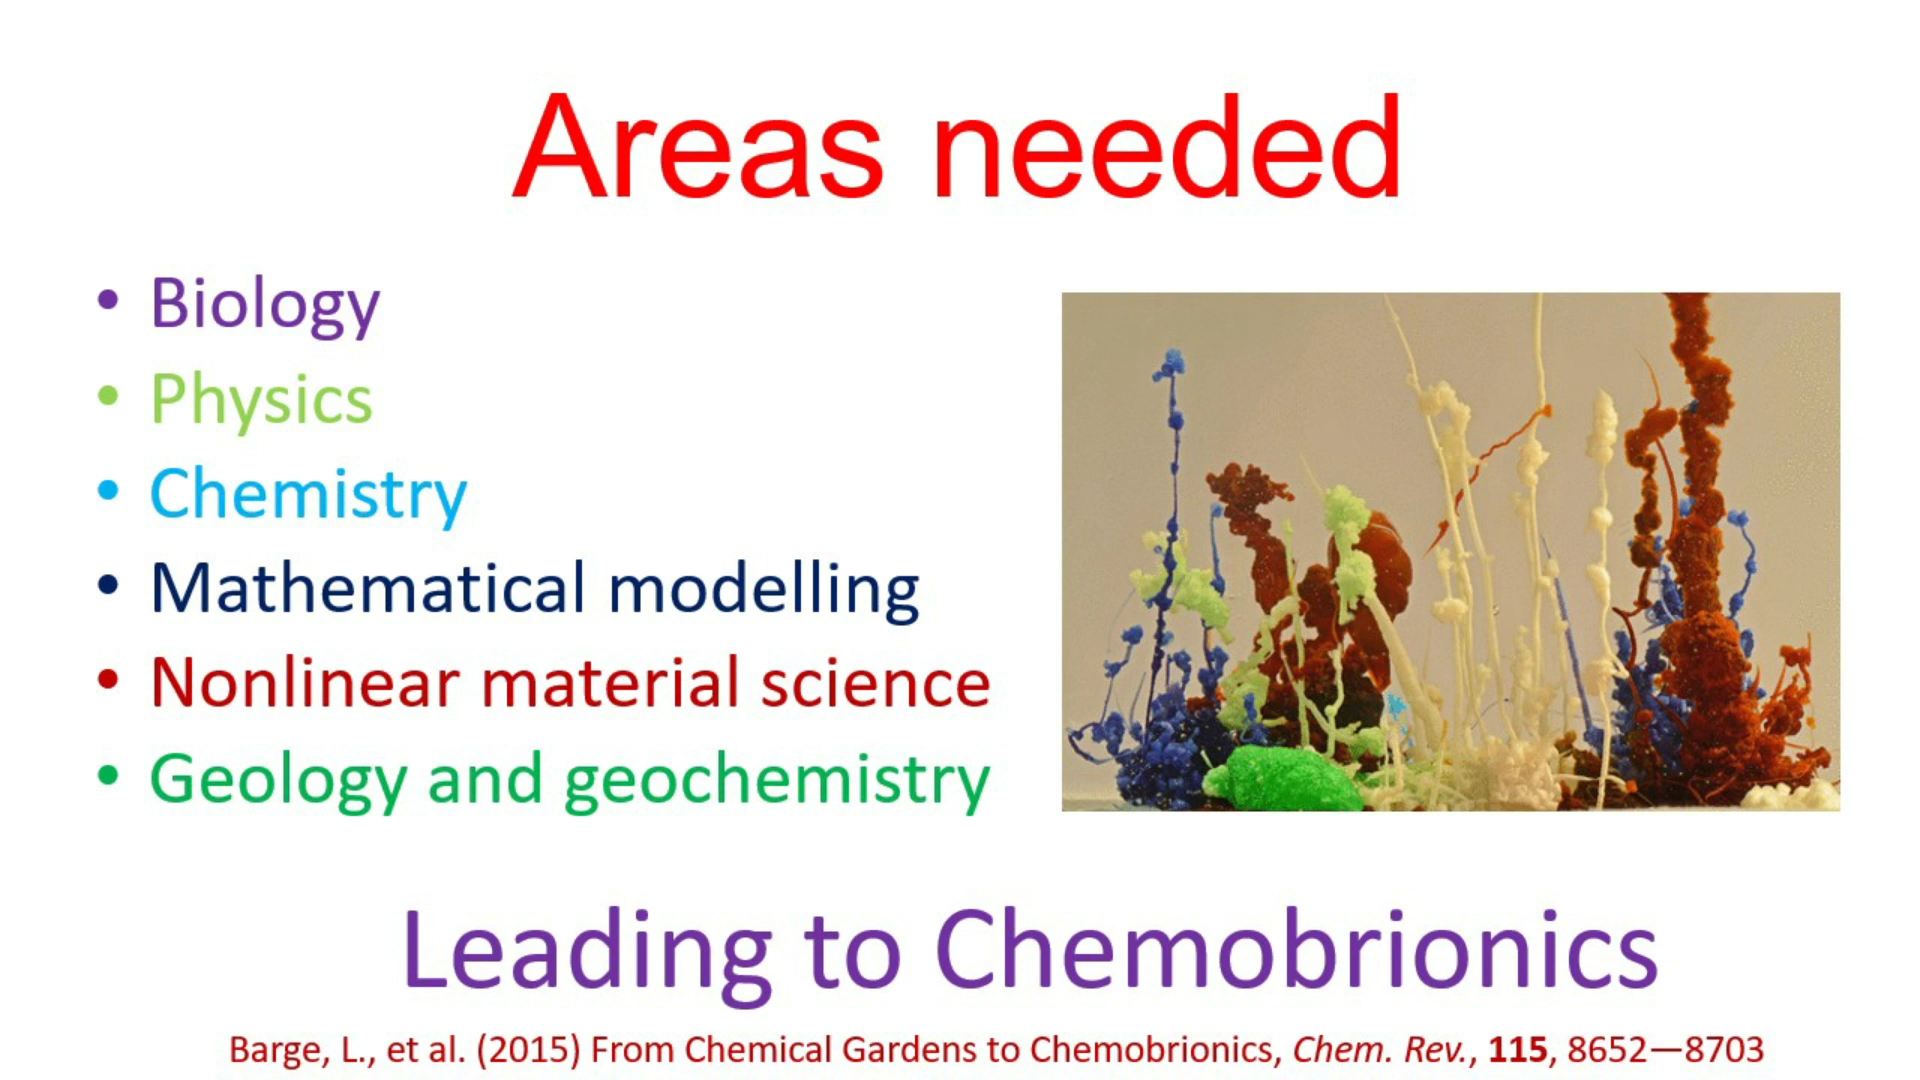 Areas needed
• Biology
• Physics
• Chemistry
• Mathematical modelling
• Nonlinear material science
• Geology and geochemistry
Leading to Chemobrionics
Barge, L., et al. (2015) From Chemical Gardens to Chemobrionics, Chem. Rev., 115, 8652—8703